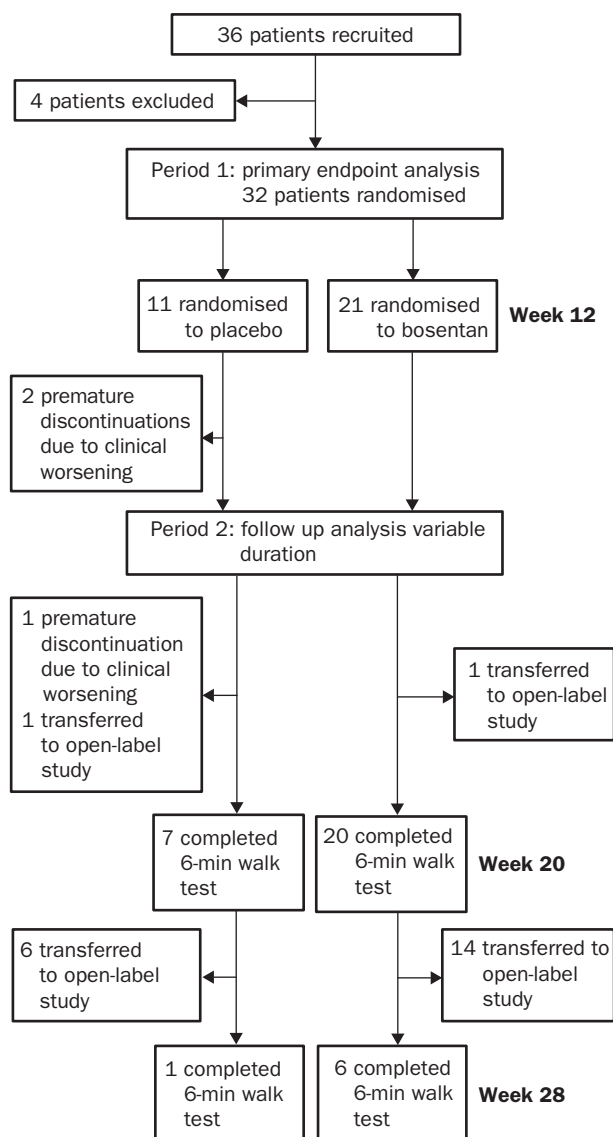 36 patients recruited
4 patients excluded
Period 1: primary endpoint analysis
32 patients randomised
11 randomised
to placebo
21 randomised
to bosentan
Week 12
2 premature
discontinuations
due to clinical
worsening
Period 2: follow up analysis variable
duration
1 premature
discontinuation
due to clinical
worsening
1 transferred
to open-label
study
1 transferred
to open-label
study
7 completed
6-min walk
test
20 completed
6-min walk
test
Week 20
6 transferred
to open-label
study
14 transferred to
open-label
study
1 completed
6-min walk
test
6 completed
6-min walk
test
Week 28